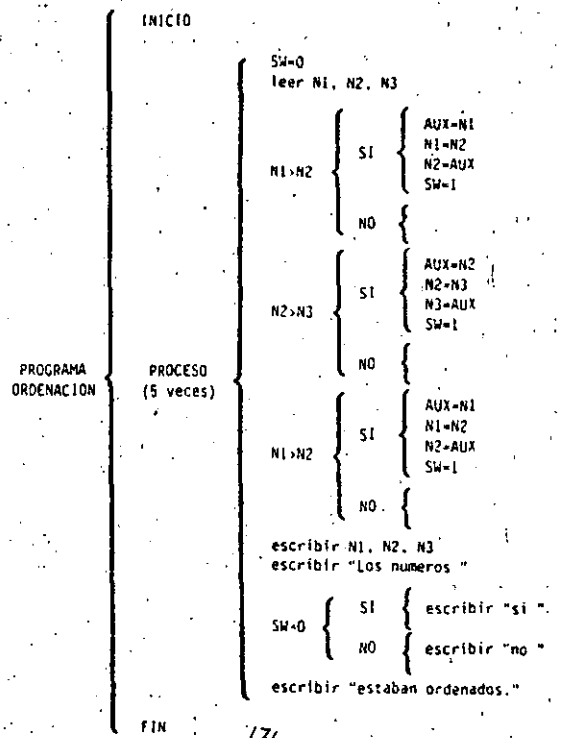 INICIO
SW=0
leer N1, N2, N3
AUX=N1
SI
N1=N2
N1>N2
N2=AUX
SW=1
NO
AUX=N2
SI
N2=N3
N2>N3
N3=AUX
SW=1
NO
PROGRAMA ORDENACION
PROCESO (5 veces)
AUX=N1
SI
N1=N2
N1>N2
N2=AUX
SW=1
NO
escribir N1, N2, N3
escribir "Los numeros "
SI
escribir "si ".
SW=0
NO
escribir "no "
escribir "estaban ordenados."
FIN